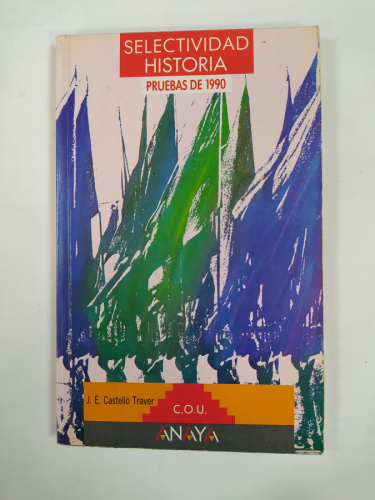 SELECTIVIDAD
HISTORIA
PRUEBAS DE 1990
J. E. Castelló Traver
C.O.U.
ANAYA